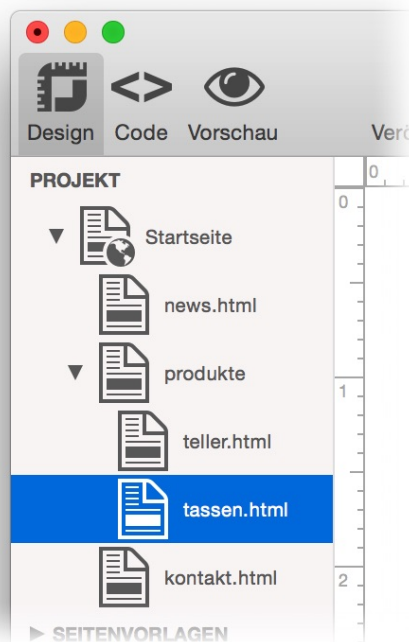 Design Code Vorschau
PROJEKT
0
0
Startseite
news.html
produkte
1
teller.html
tassen.html
kontakt.html
2
SEITENVORLAGEN